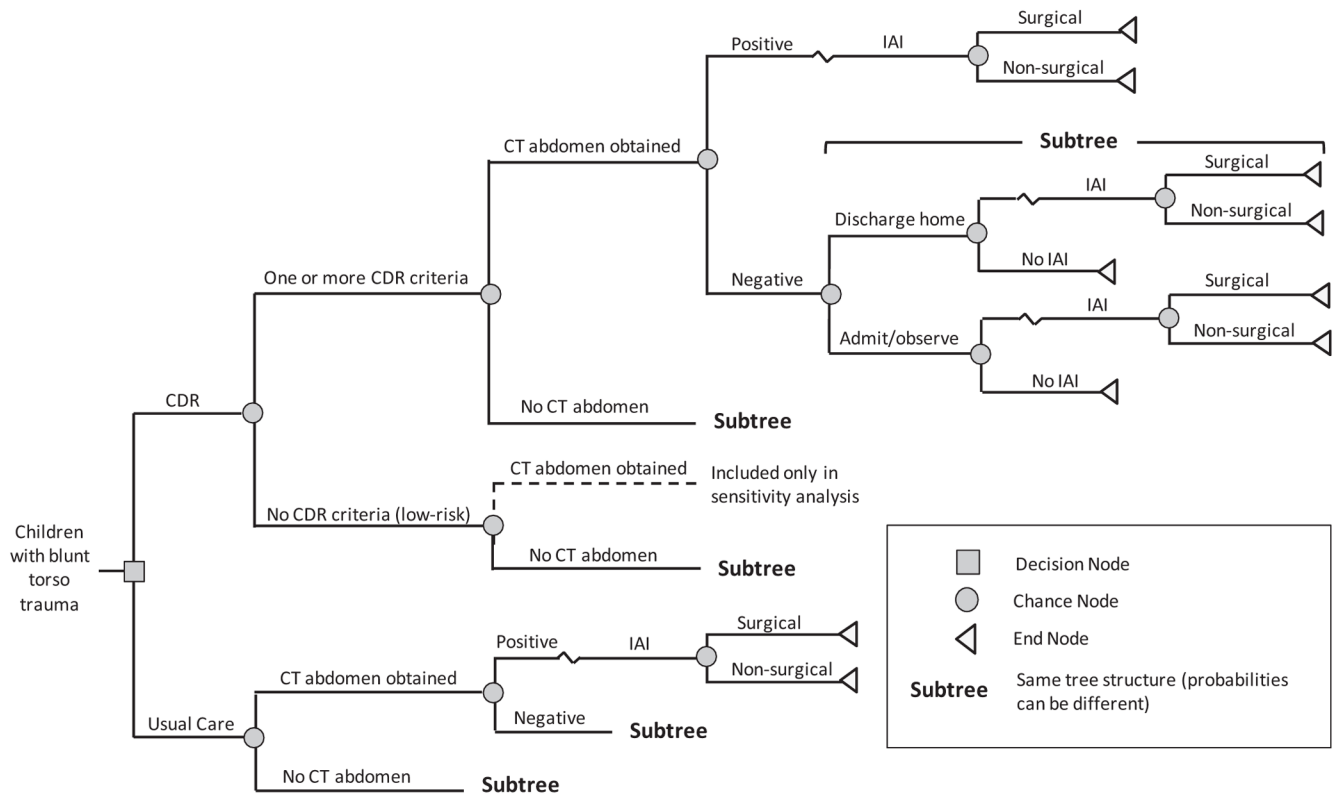 Surgical
Positive
IAI
Non-surgical
CT abdomen obtained
Subtree
Surgical
IAI
Non-surgical
Discharge home
No IAI
One or more CDR criteria
Negative
Surgical
IAI
Admit/observe
Non-surgical
No IAI
CDR
No CT abdomen
Subtree
CT abdomen obtained
Included only in
sensitivity analysis
No CDR criteria (low-risk)
No CT abdomen
Subtree
Children
with blunt
torso
trauma
Surgical
Positive
IAI
Non-surgical
CT abdomen obtained
Negative
Subtree
Usual Care
No CT abdomen
Subtree
Decision Node
Chance Node
End Node
Subtree
Same tree structure (probabilities
can be different)